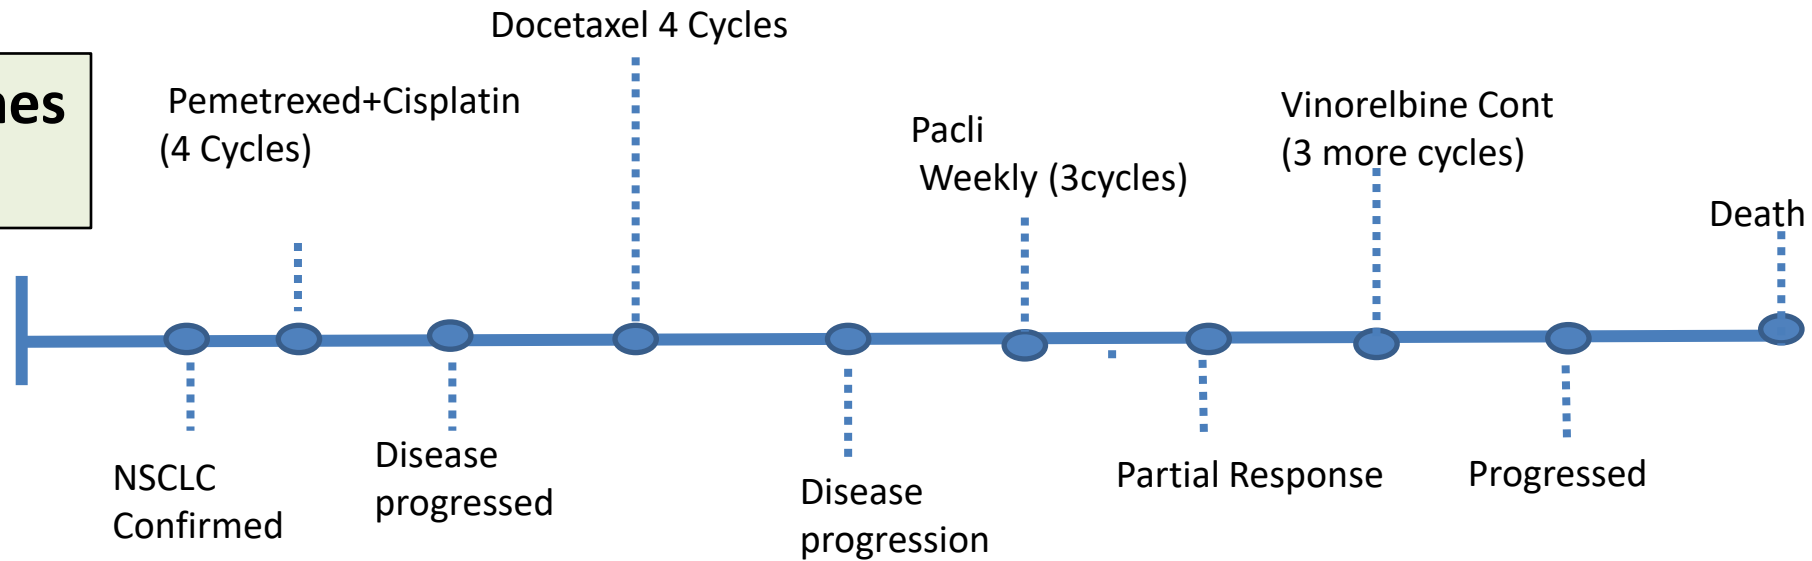 Docetaxel 4 Cycles
Pemetrexed+Cisplatin
(4 Cycles)
Pacli
Weekly (3cycles)
Vinorelbine Cont
(3 more cycles)
Death
NSCLC
Confirmed
Disease
progressed
Disease
progression
Partial Response
Progressed